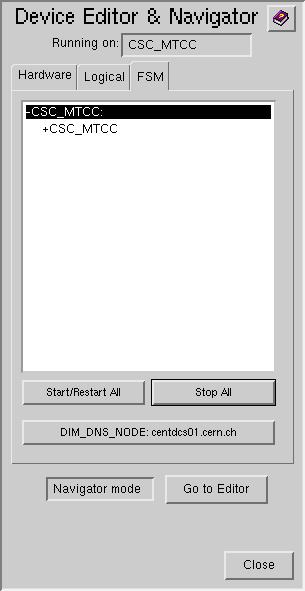 Device Editor & Navigator
Running on: CSC_MTCC
Hardware Logical FSM
-CSC_MTCC:
+CSC_MTCC
Start/Restart All Stop All
DIM_DNS_NODE: centdcs01.cern.ch
Navigator mode Go to Editor
Close